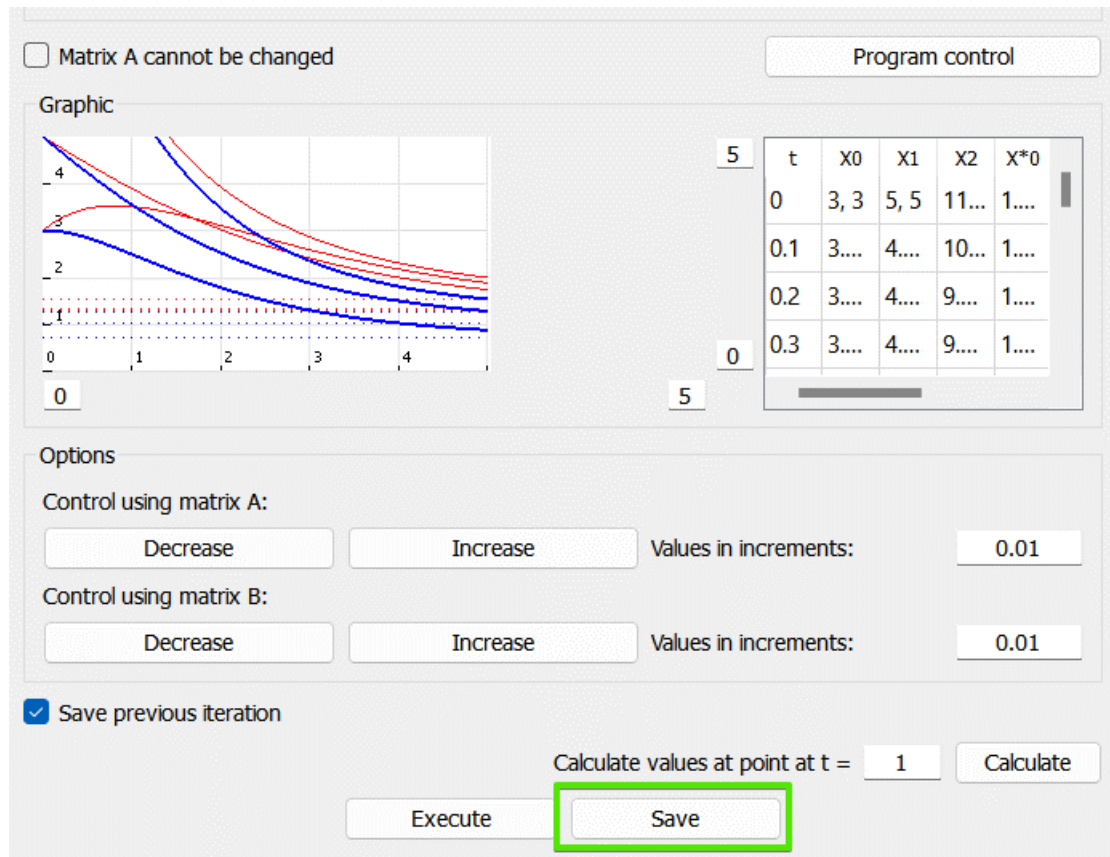 Matrix A cannot be changed
Program control
Graphic
4
3
2
1
0 1 2 3 4
0
5
5
0
t X0 X1 X2 X*0
0 3, 3 5, 5 11... 1....
0.1 3.... 4.... 10... 1....
0.2 3.... 4.... 9.... 1....
0.3 3.... 4.... 9.... 1....
Options
Control using matrix A:
Decrease Increase Values in increments: 0.01
Control using matrix B:
Decrease Increase Values in increments: 0.01
Save previous iteration
Calculate values at point at t = 1 Calculate
Execute Save